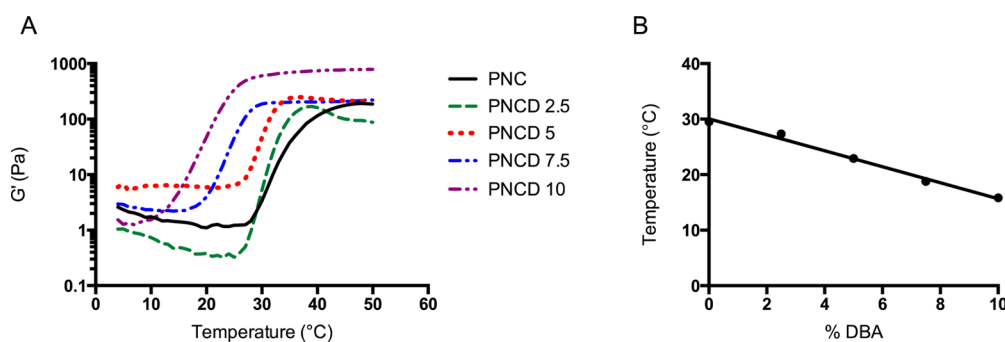 A
G' (Pa)
1000
100
10
1
0.1
0 10 20 30 40 50 60
Temperature (°C)
PNC
PNCD 2.5
PNCD 5
PNCD 7.5
PNCD 10
B
Temperature (°C)
40
30
20
10
0
0 2 4 6 8 10
% DBA